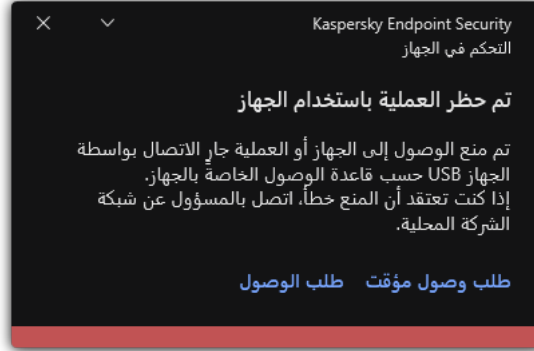 Kaspersky Endpoint Security
التحكم في الجهاز
تم حظر العملية باستخدام الجهاز
تم منع الوصول إلى الجهاز أو العملية جارٍ الاتصال بواسطة
الجهاز USB حسب قاعدة الوصول الخاصةً بالجهاز.
إذا كنت تعتقد أن المنع خطأ، اتصل بالمسؤول عن شبكة
الشركة المحلية.
طلب وصول مؤقت   طلب الوصول